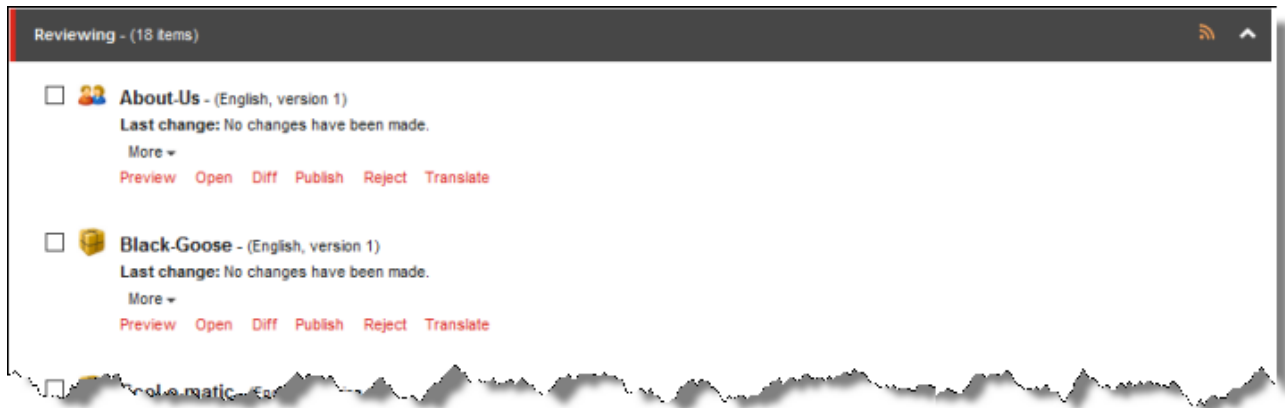 Reviewing - (18 items)
About-Us - (English, version 1)
Last change: No changes have been made.
More
Preview Open Diff Publish Reject Translate
Black-Goose - (English, version 1)
Last change: No changes have been made.
More
Preview Open Diff Publish Reject Translate